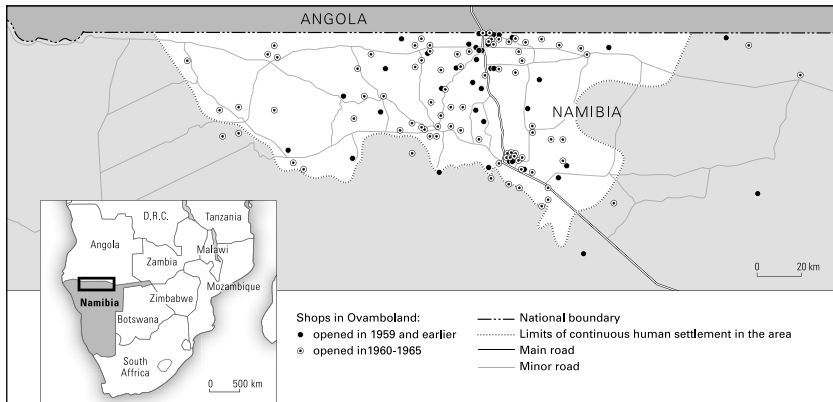 ANGOLA
NAMIBIA
0 20 km
D.R.C.
Tanzania
Angola
Malawi
Zambia
Mozambique
Zimbabwe
Namibia
Botswana
South
Africa
0 500 km
Shops in Ovamboland:
opened in 1959 and earlier
opened in1960-1965
National boundary
Limits of continuous human settlement in the area
Main road
Minor road